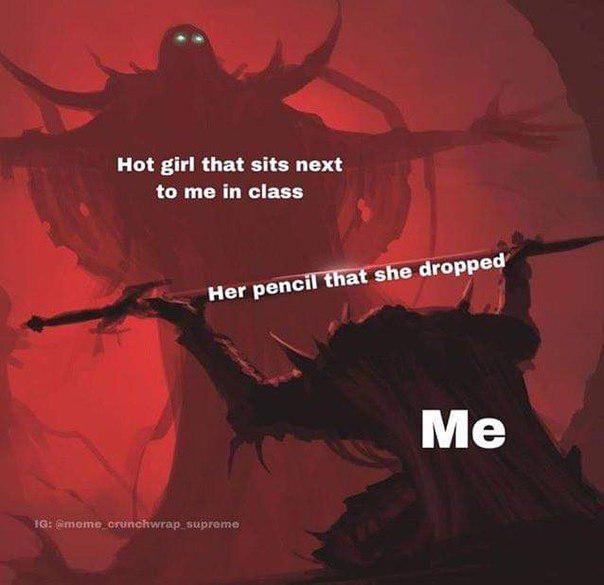 Hot girl that sits next
to me in class
Her pencil that she dropped
Me
IG: @meme_crunchwrap_supreme